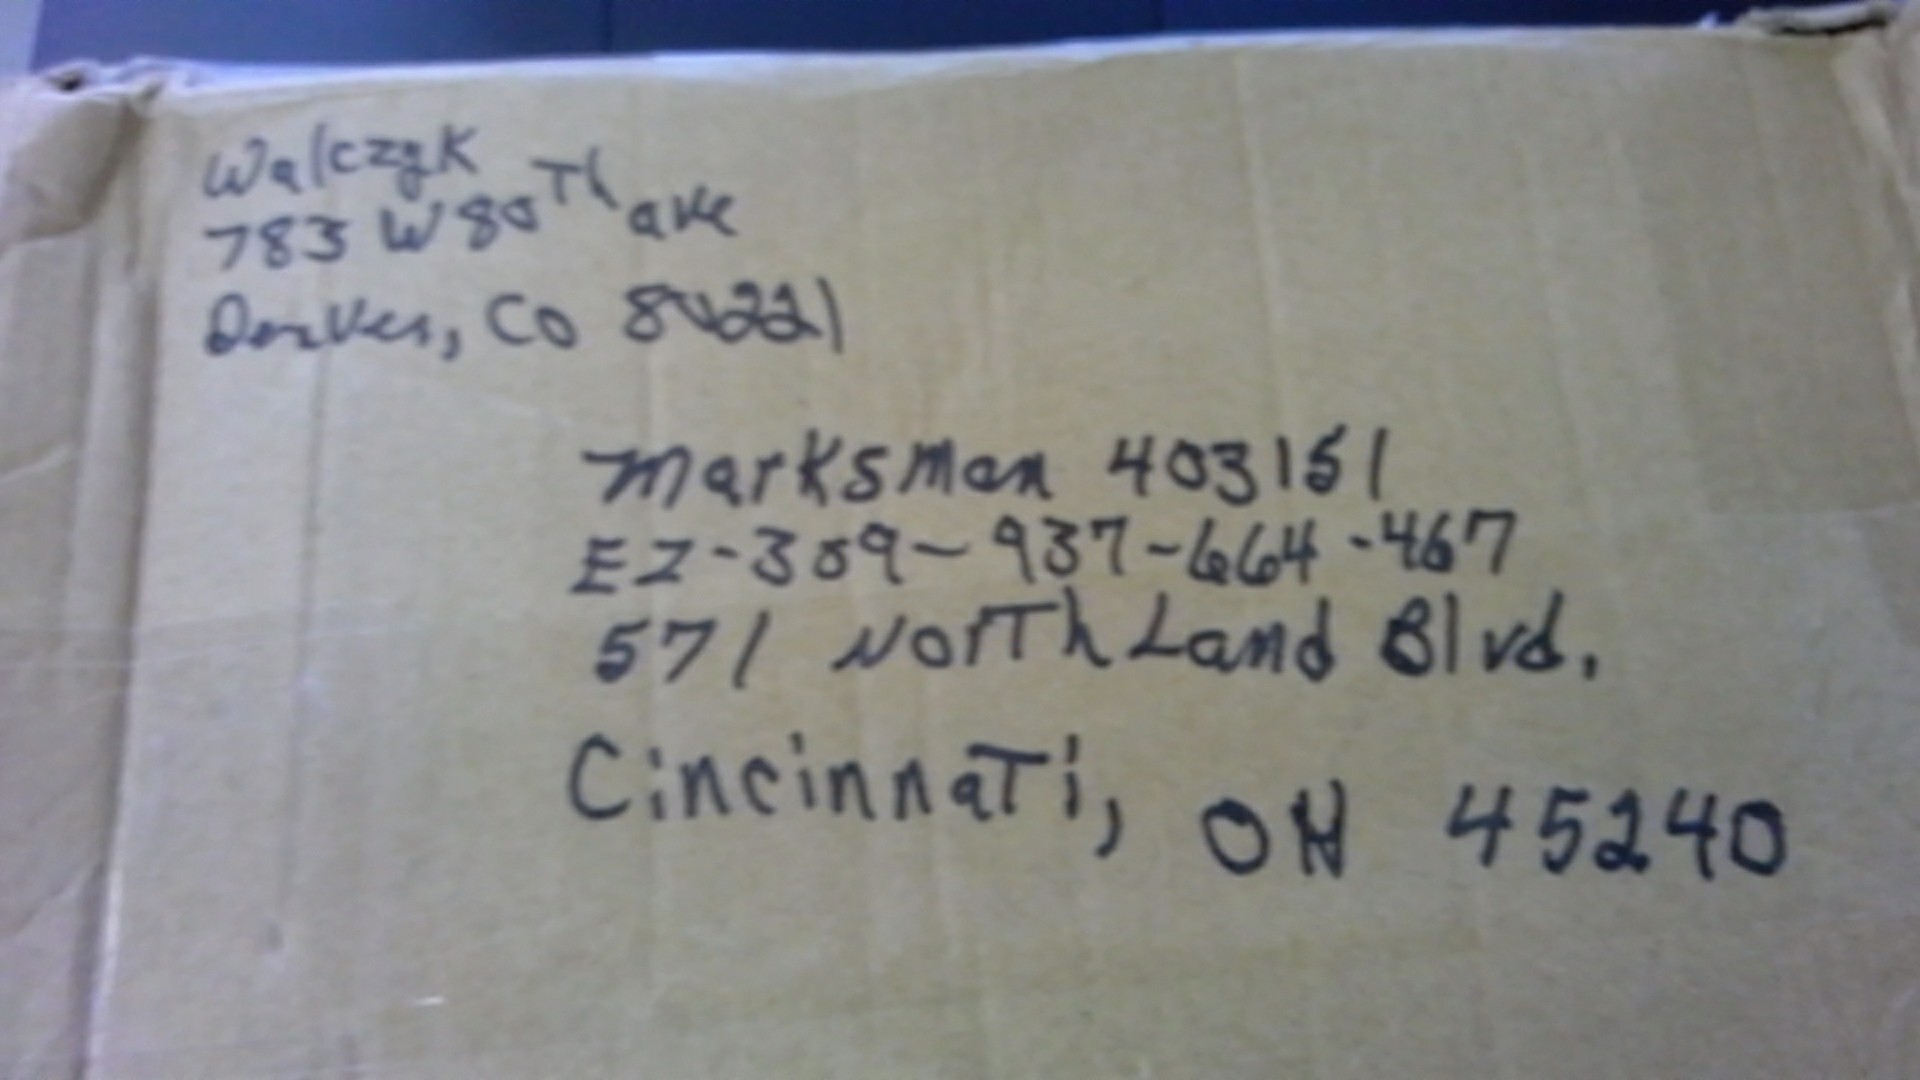 Walczyk
783 W 80Th ave
Denver, Co 80221
Marksman 403151
EZ-309-937-664-467
571 NorThLand Blvd.
CincinnaTi, OH 45240